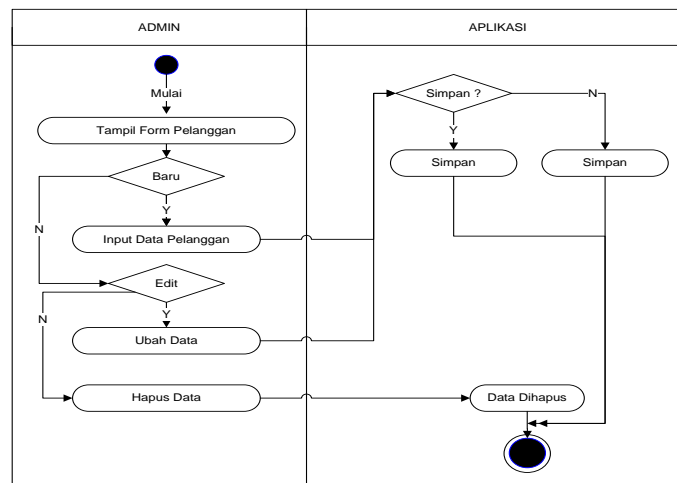 ADMIN
APLIKASI
Mulai
Simpan ?
N
Tampil Form Pelanggan
Y
Baru
Simpan
Simpan
Y
N
Input Data Pelanggan
Edit
N
Y
Ubah Data
Hapus Data
Data Dihapus